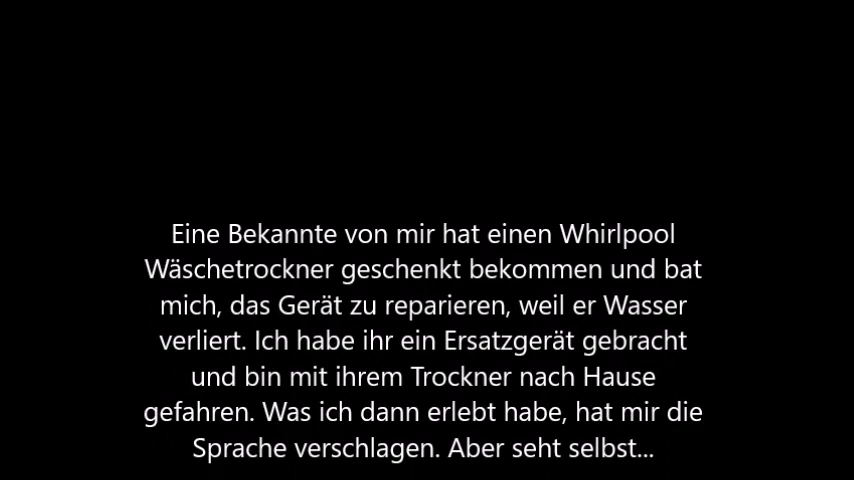 Eine Bekannte von mir hat einen Whirlpool
Wäschetrockner geschenkt bekommen und bat
mich, das Gerät zu reparieren, weil er Wasser
verliert. Ich habe ihr ein Ersatzgerät gebracht
und bin mit ihrem Trockner nach Hause
gefahren. Was ich dann erlebt habe, hat mir die
Sprache verschlagen. Aber seht selbst...